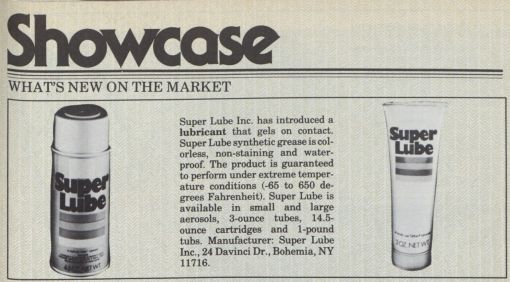 Showcase
WHAT'S NEW ON THE MARKET
Super Lube
Super Lube Inc. has introduced a
lubricant that gels on contact.
Super Lube synthetic grease is col-
orless, non-staining and water-
proof. The product is guaranteed
to perform under extreme temper-
ature conditions (-65 to 650 de-
grees Fahrenheit). Super Lube is
available in small and large
aerosols, 3-ounce tubes, 14.5-
ounce cartridges and 1-pound
tubs. Manufacturer: Super Lube
Inc., 24 Davinci Dr., Bohemia, NY
11716.
Super
Lube